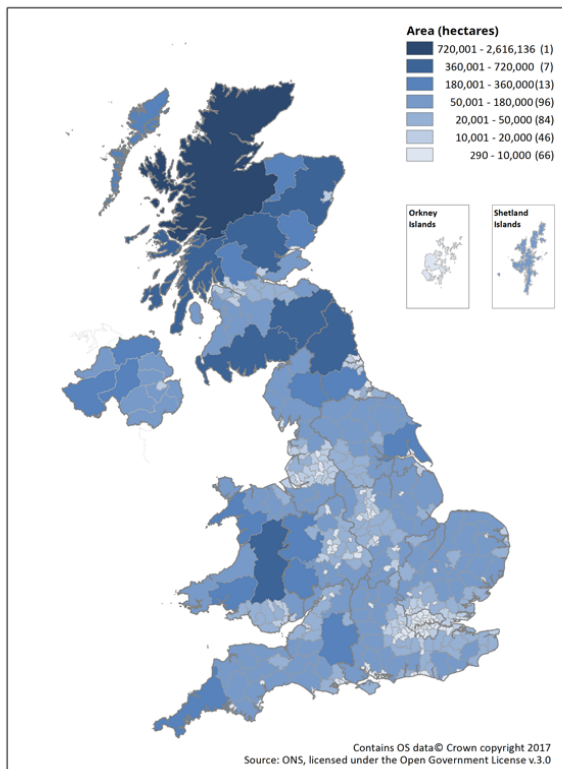 Area (hectares)
720,001 - 2,616,136 (1)
360,001 - 720,000 (7)
180,001 - 360,000(13)
50,001 - 180,000(96)
20,001 - 50,000 (84)
10,001 - 20,000 (46)
290 - 10,000 (66)
Orkney
Islands
Shetland
Islands
Contains OS data© Crown copyright 2017
Source: ONS, licensed under the Open Government License v.3.0